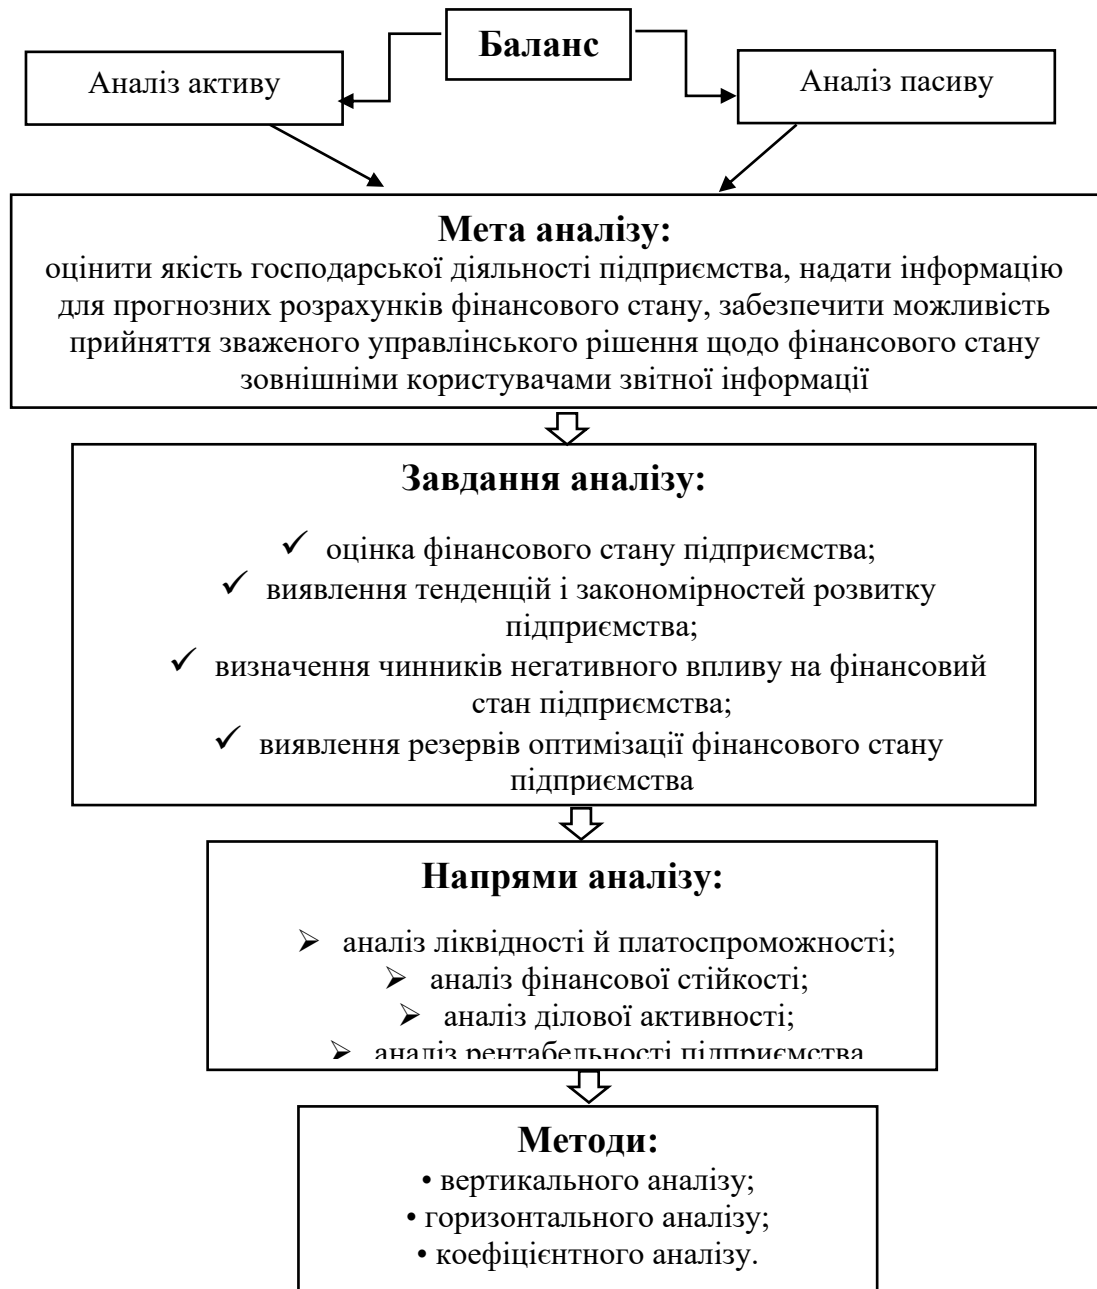 Баланс
Аналіз активу
Аналіз пасиву
Мета аналізу:
оцінити якість господарської діяльності підприємства, надати інформацію
для прогнозних розрахунків фінансового стану, забезпечити можливість
прийняття зваженого управлінського рішення щодо фінансового стану
зовнішніми користувачами звітної інформації
Завдання аналізу:
✓ оцінка фінансового стану підприємства;
✓ виявлення тенденцій і закономірностей розвитку
підприємства;
✓ визначення чинників негативного впливу на фінансовий
стан підприємства;
✓ виявлення резервів оптимізації фінансового стану
підприємства
Напрями аналізу:
➢ аналіз ліквідності й платоспроможності;
➢ аналіз фінансової стійкості;
➢ аналіз ділової активності;
➢ аналіз рентабельності підприємства
Методи:
• вертикального аналізу;
• горизонтального аналізу;
• коефіцієнтного аналізу.